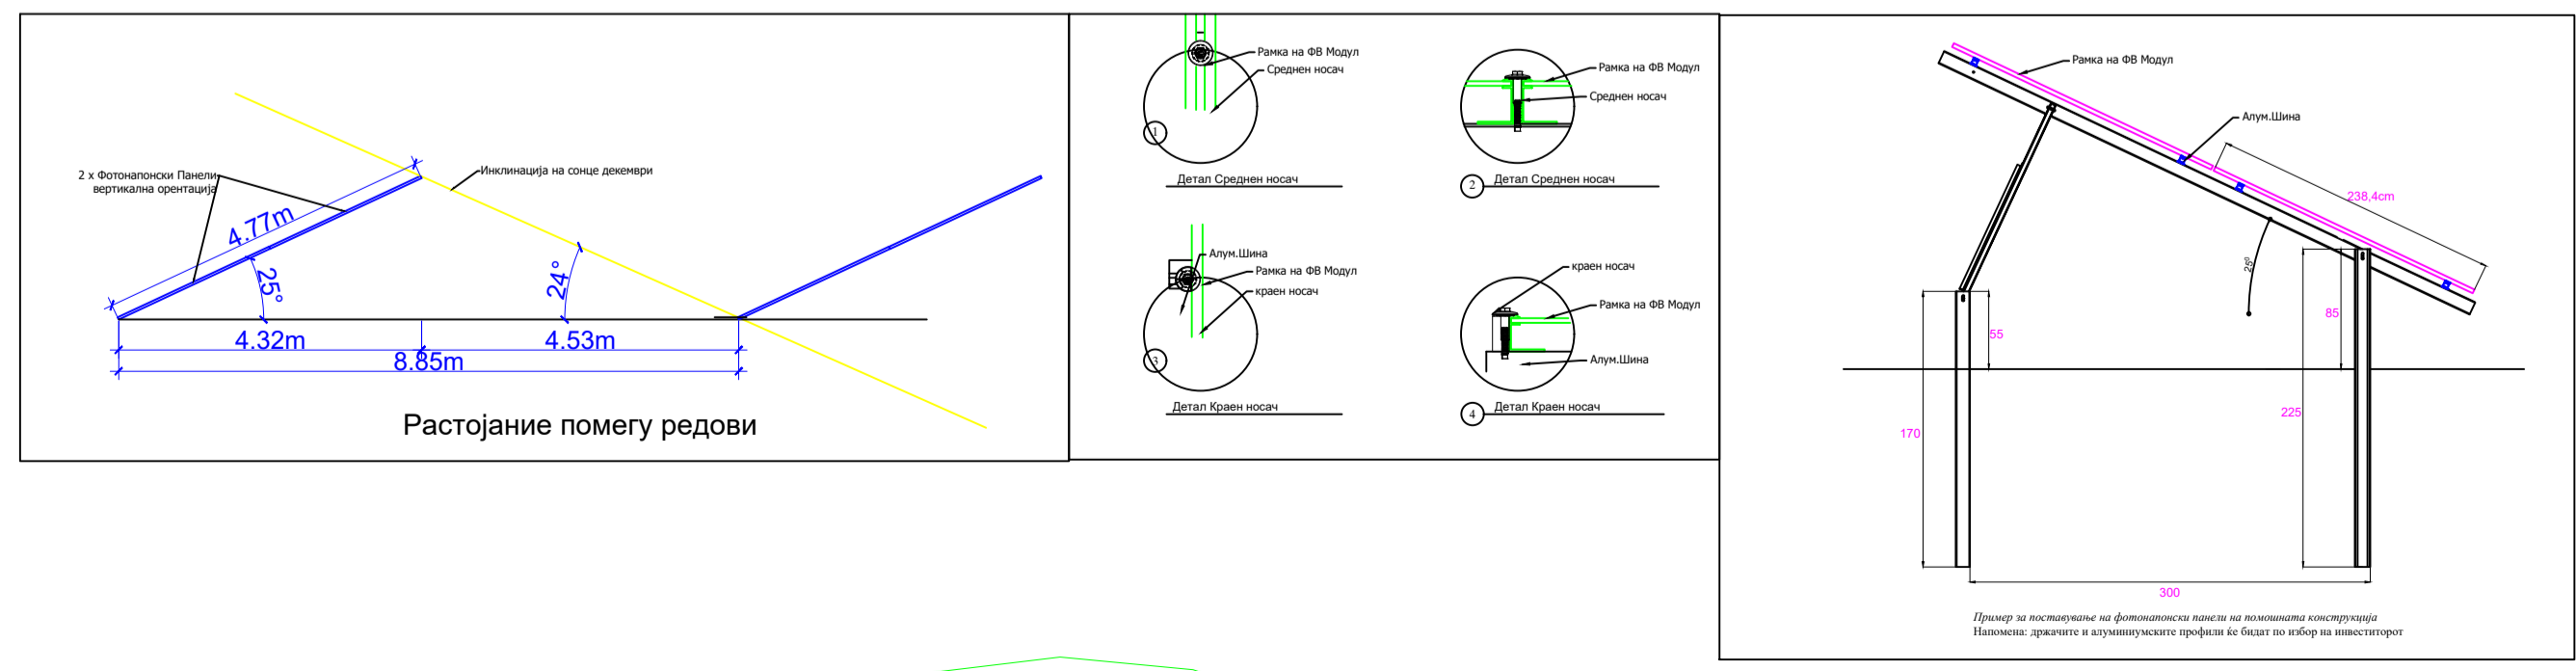 2 x Фотонапонски Панели
вертикална орентација
4.77m
25°
Инклинација на сонце декември
24°
4.32m
4.53m
8.85m
Растојание помегу редови
Рамка на ФВ Модул
Среднен носач
1
Детал Среднен носач
Рамка на ФВ Модул
Среднен носач
2
Детал Среднен носач
Алум.Шина
Рамка на ФВ Модул
краен носач
3
Детал Краен носач
краен носач
Рамка на ФВ Модул
Алум.Шина
4
Детал Краен носач
Рамка на ФВ Модул
Алум.Шина
238,4cm
25⁰
55
85
170
225
300
Пример за поставување на фотонапонски панели на помошната конструкција
Напомена: држачите и алуминиумските профили ќе бидат по избор на инвеститорот